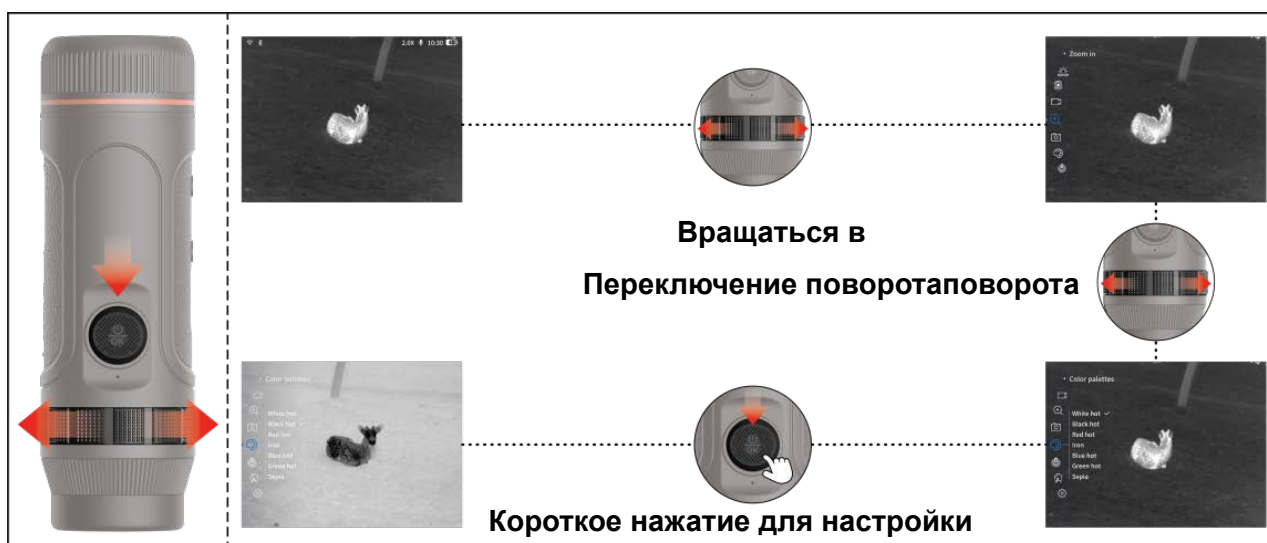 2.0X 10:30
Zoom in
Вращаться в
Переключение поворотаповорота
OK
Color palettes
White hot
Black hot
Red hot
Iron
Blue hot
Green hot
Sepia
OK
Color palettes
White hot
Black hot
Red hot
Iron
Blue hot
Green hot
Sepia
Короткое нажатие для настройки